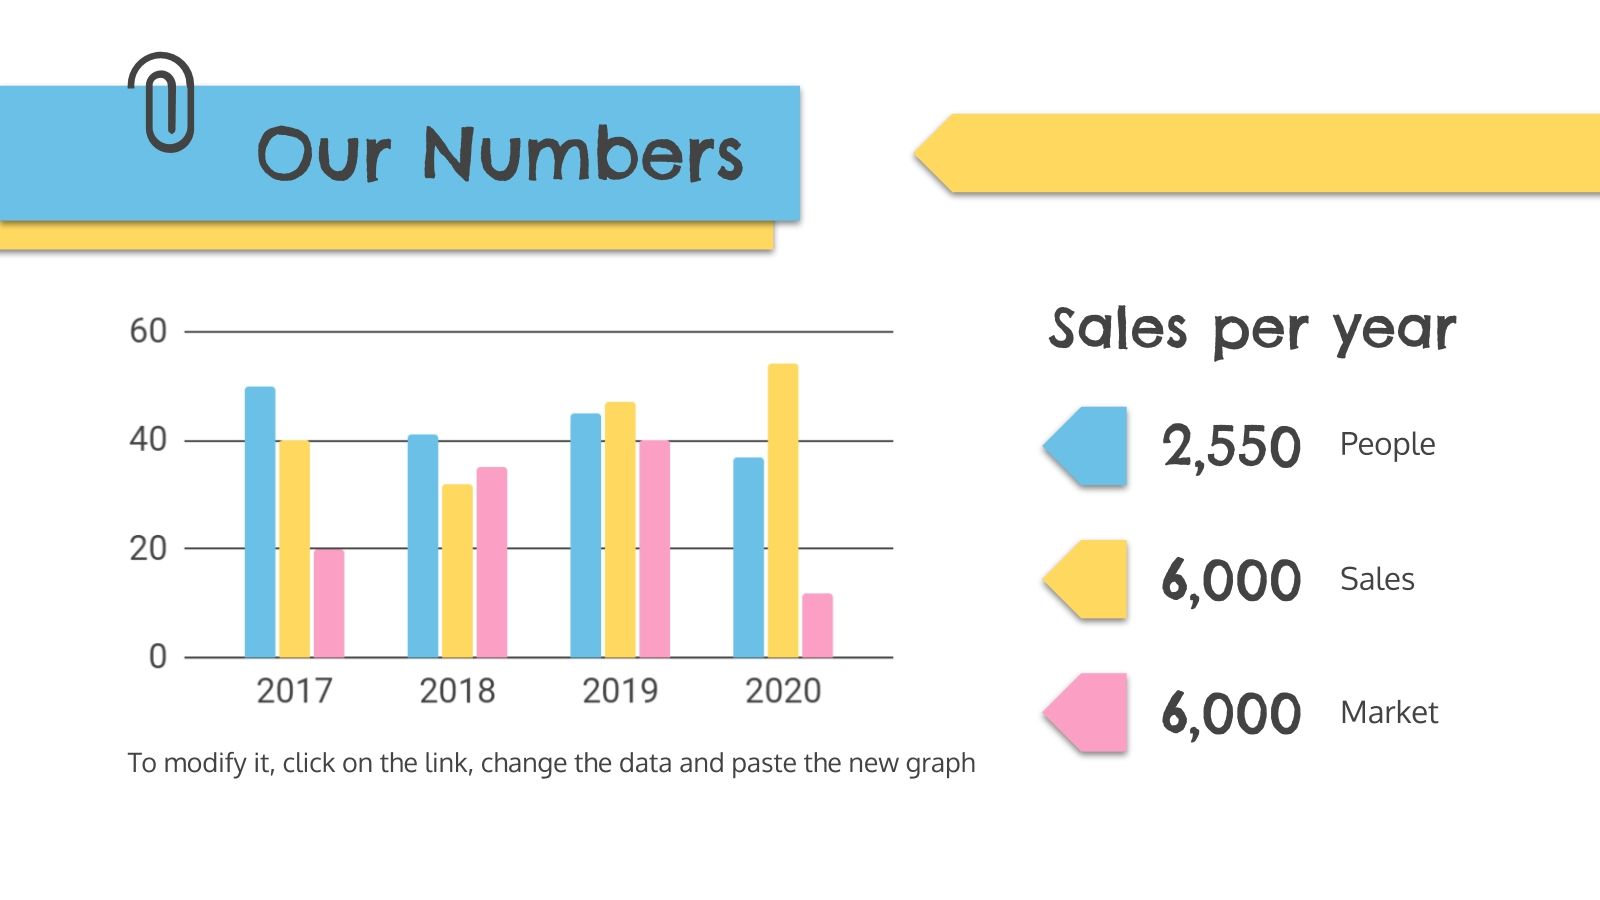 Our Numbers
60
40
20
0
2017 2018 2019 2020
To modify it, click on the link, change the data and paste the new graph
Sales per year
2,550 People
6,000 Sales
6,000 Market